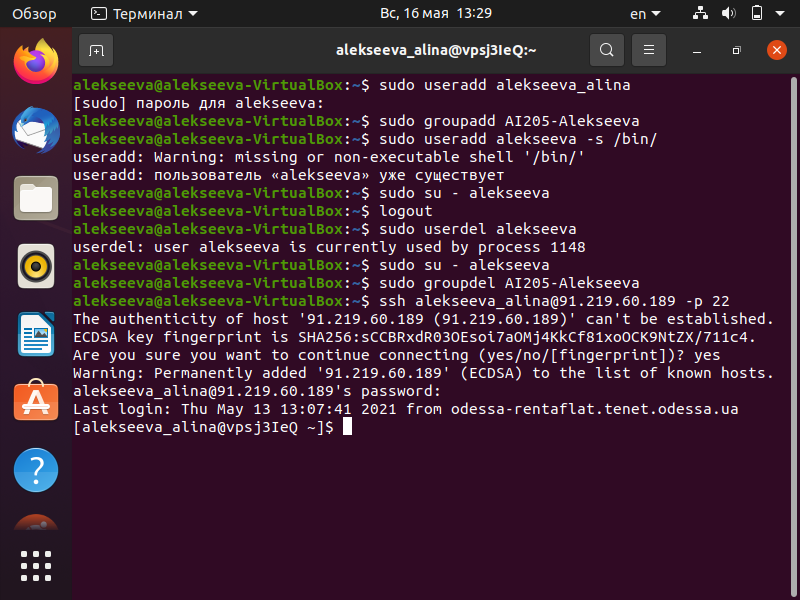 Обзор
Терминал
Вс, 16 мая 13:29
en
alekseeva_alina@vpsj3IeQ:~
alekseeva@alekseeva-VirtualBox:~$ sudo useradd alekseeva_alina
[sudo] пароль для alekseeva:
alekseeva@alekseeva-VirtualBox:~$ sudo groupadd AI205-Alekseeva
alekseeva@alekseeva-VirtualBox:~$ sudo useradd alekseeva -s /bin/
useradd: Warning: missing or non-executable shell '/bin/'
useradd: пользователь «alekseeva» уже существует
alekseeva@alekseeva-VirtualBox:~$ sudo su - alekseeva
alekseeva@alekseeva-VirtualBox:~$ logout
alekseeva@alekseeva-VirtualBox:~$ sudo userdel alekseeva
userdel: user alekseeva is currently used by process 1148
alekseeva@alekseeva-VirtualBox:~$ sudo su - alekseeva
alekseeva@alekseeva-VirtualBox:~$ sudo groupdel AI205-Alekseeva
alekseeva@alekseeva-VirtualBox:~$ ssh alekseeva_alina@91.219.60.189 -p 22
The authenticity of host '91.219.60.189 (91.219.60.189)' can't be established.
ECDSA key fingerprint is SHA256:sCCBRxdR03OEsoi7aOMj4KkCf81xoOCK9NtZX/711c4.
Are you sure you want to continue connecting (yes/no/[fingerprint])? yes
Warning: Permanently added '91.219.60.189' (ECDSA) to the list of known hosts.
alekseeva_alina@91.219.60.189's password:
Last login: Thu May 13 13:07:41 2021 from odessa-rentaflat.tenet.odessa.ua
[alekseeva_alina@vpsj3IeQ ~]$